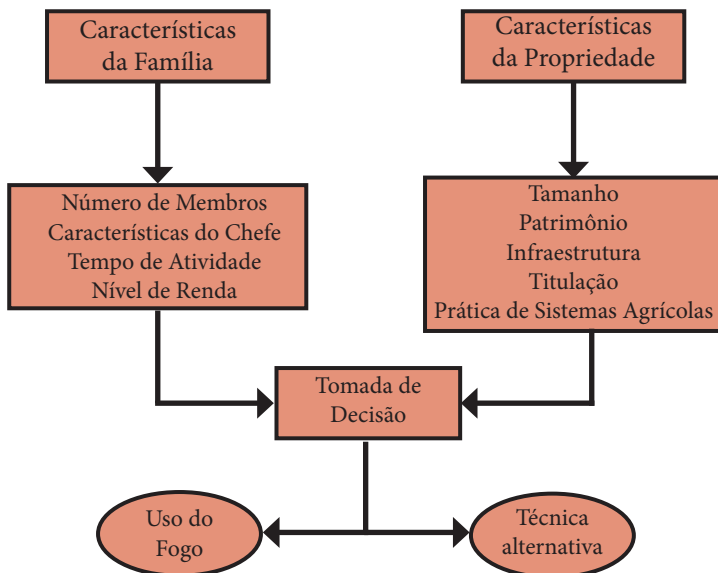 Características
da Família
Características
da Propriedade
Número de Membros
Características do Chefe
Tempo de Atividade
Nível de Renda
Tamanho
Patrimônio
Infraestrutura
Titulação
Prática de Sistemas Agrícolas
Tomada de
Decisão
Uso do
Fogo
Técnica
alternativa